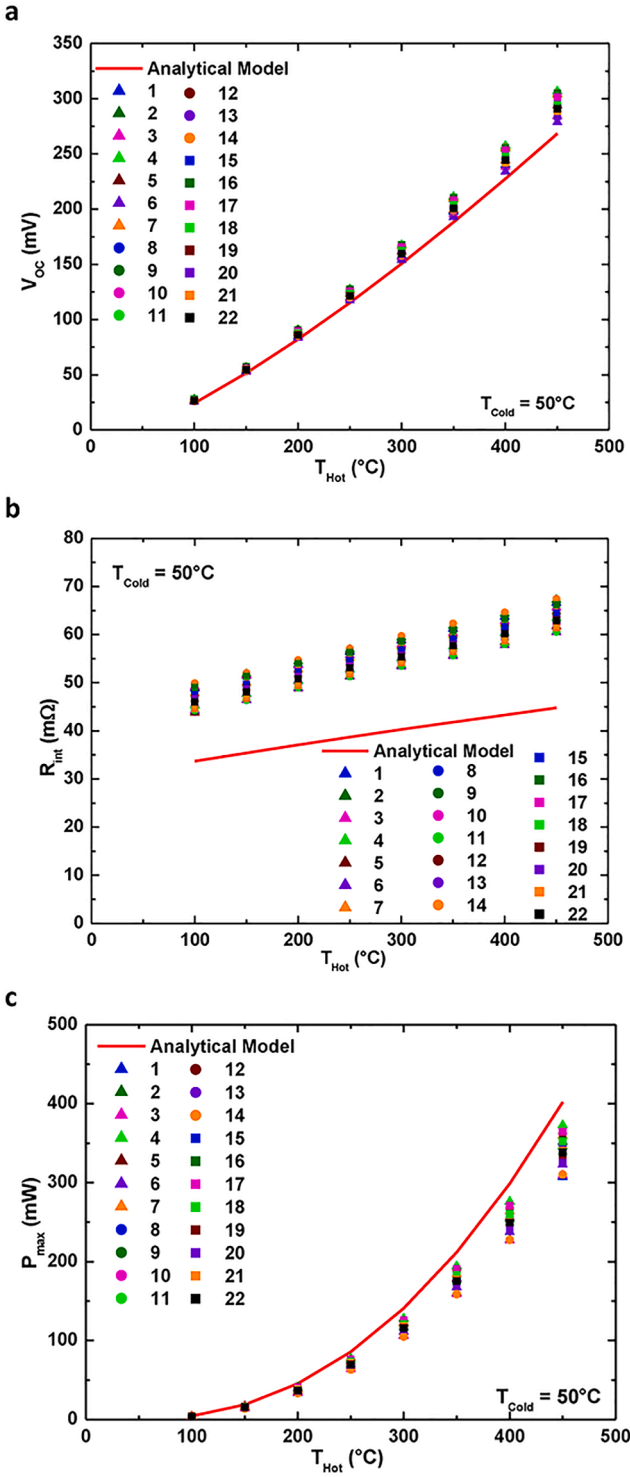 a
350
300
250
200
150
100
50
0
V_OC (mV)
Analytical Model
1 12
2 13
3 14
4 15
5 16
6 17
7 18
8 19
9 20
10 21
11 22
T_Cold = 50°C
0 100 200 300 400 500
T_Hot (°C)
b
80
70
60
50
40
30
20
10
0
R_int (mΩ)
T_Cold = 50°C
Analytical Model
1 8 15
2 9 16
3 10 17
4 11 18
5 12 19
6 13 20
7 14 21
22
0 100 200 300 400 500
T_Hot (°C)
c
500
400
300
200
100
0
P_max (mW)
Analytical Model
1 12
2 13
3 14
4 15
5 16
6 17
7 18
8 19
9 20
10 21
11 22
T_Cold = 50°C
0 100 200 300 400 500
T_Hot (°C)